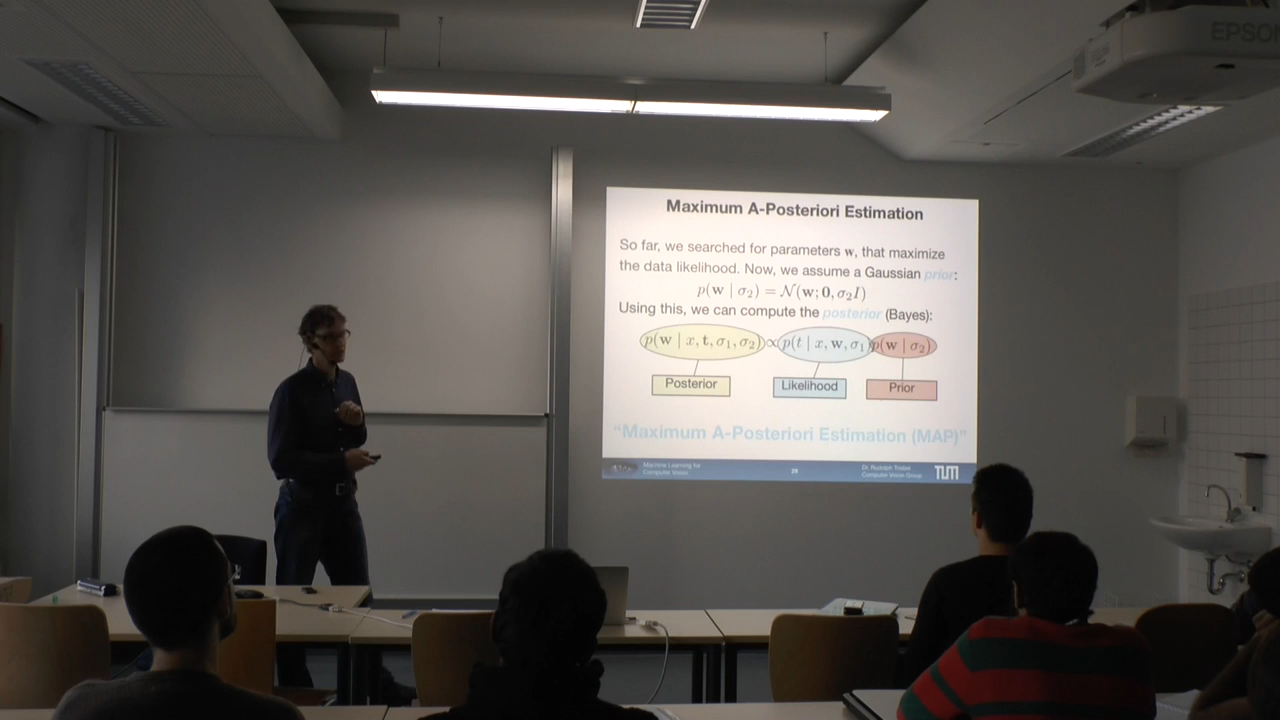 EPSON
Maximum A-Posteriori Estimation
So far, we searched for parameters w, that maximize
the data likelihood. Now, we assume a Gaussian prior:
p(w | σ₂) = 𝒩(w; 0, σ₂I)
Using this, we can compute the posterior (Bayes):
p(w | x, t, σ₁, σ₂) ∝ p(t | x, w, σ₁)p(w | σ₂)
Posterior Likelihood Prior
"Maximum A-Posteriori Estimation (MAP)"
Machine Learning for
Computer Vision
29
Dr. Rudolph Triebel
Computer Vision Group
TUM